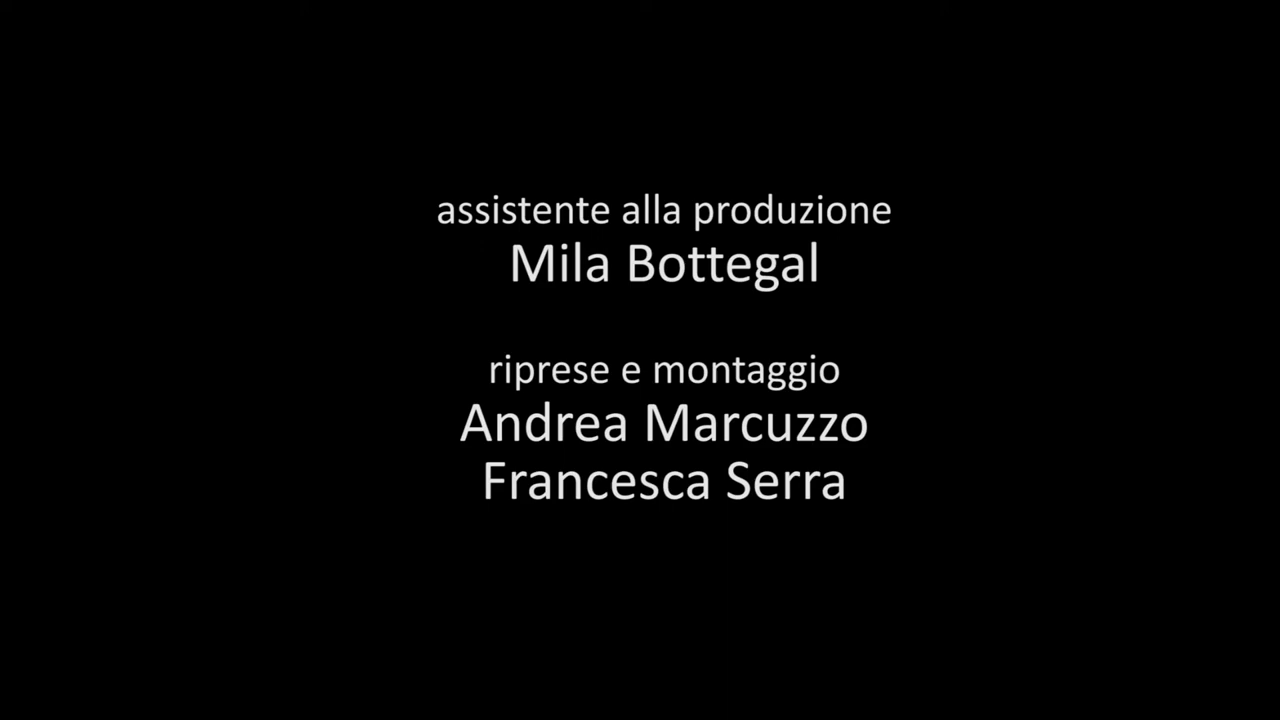 assistente alla produzione
Mila Bottegal
riprese e montaggio
Andrea Marcuzzo
Francesca Serra